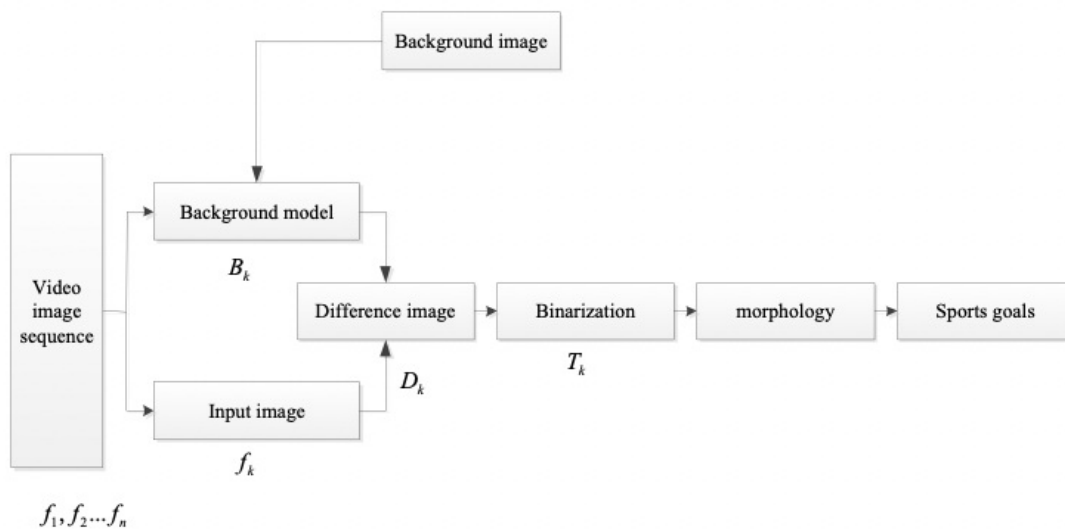 Background image
Background model
B_k
Video
image
sequence
Difference image
Binarization
morphology
Sports goals
T_k
D_k
Input image
f_k
f_1, f_2...f_n